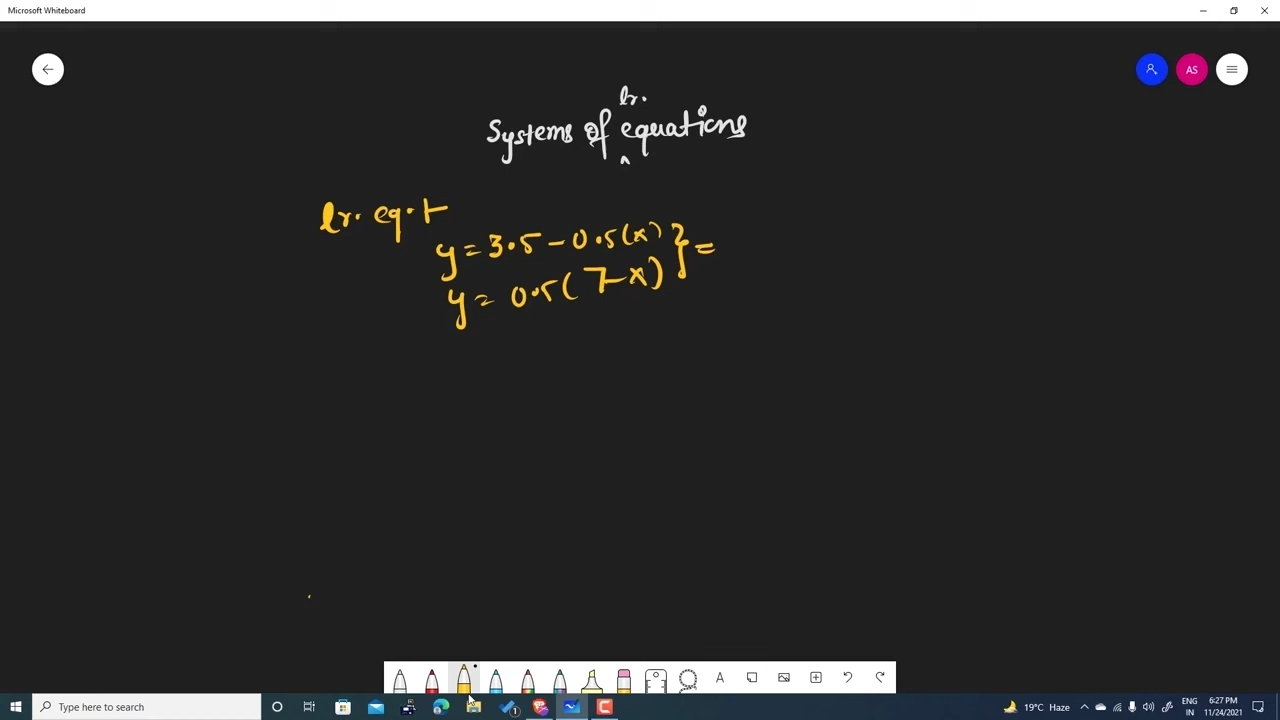 Microsoft Whiteboard
AS
lr.
Systems of equations
lr. eq.
y = 3.5 - 0.5(x)
y = 0.5(7-x) } =
A
Type here to search
19°C Haze
ENG
IN
6:27 PM
11/24/2021